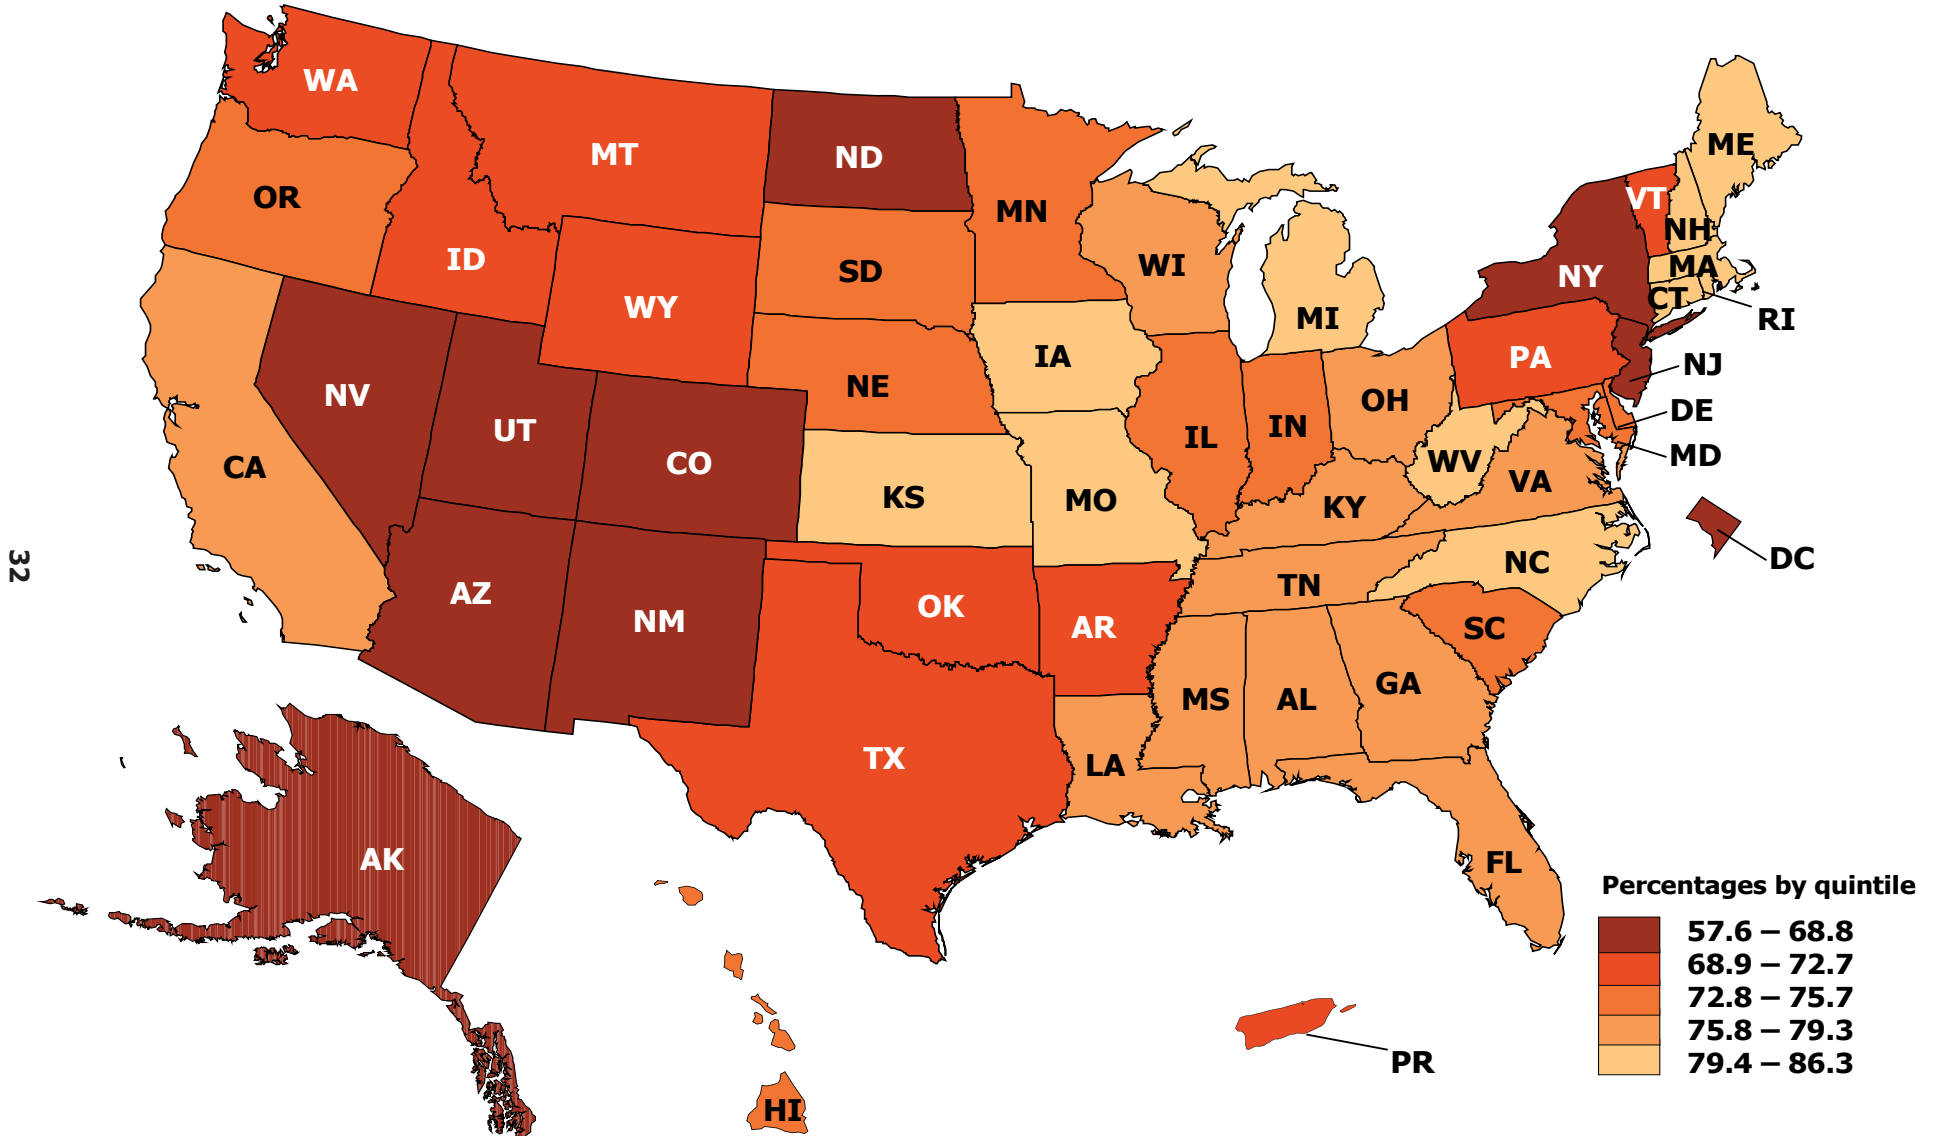 WA
MT
ND
MN
ME
OR
ID
WY
SD
WI
MI
VT
NH
NY
MA
CT
RI
NV
UT
CO
NE
IA
IL
IN
OH
PA
NJ
DE
MD
CA
KS
MO
KY
WV
VA
DC
AZ
NM
OK
AR
TN
NC
SC
TX
LA
MS
AL
GA
FL
AK
HI
PR
32
Percentages by quintile
57.6 – 68.8
68.9 – 72.7
72.8 – 75.7
75.8 – 79.3
79.4 – 86.3